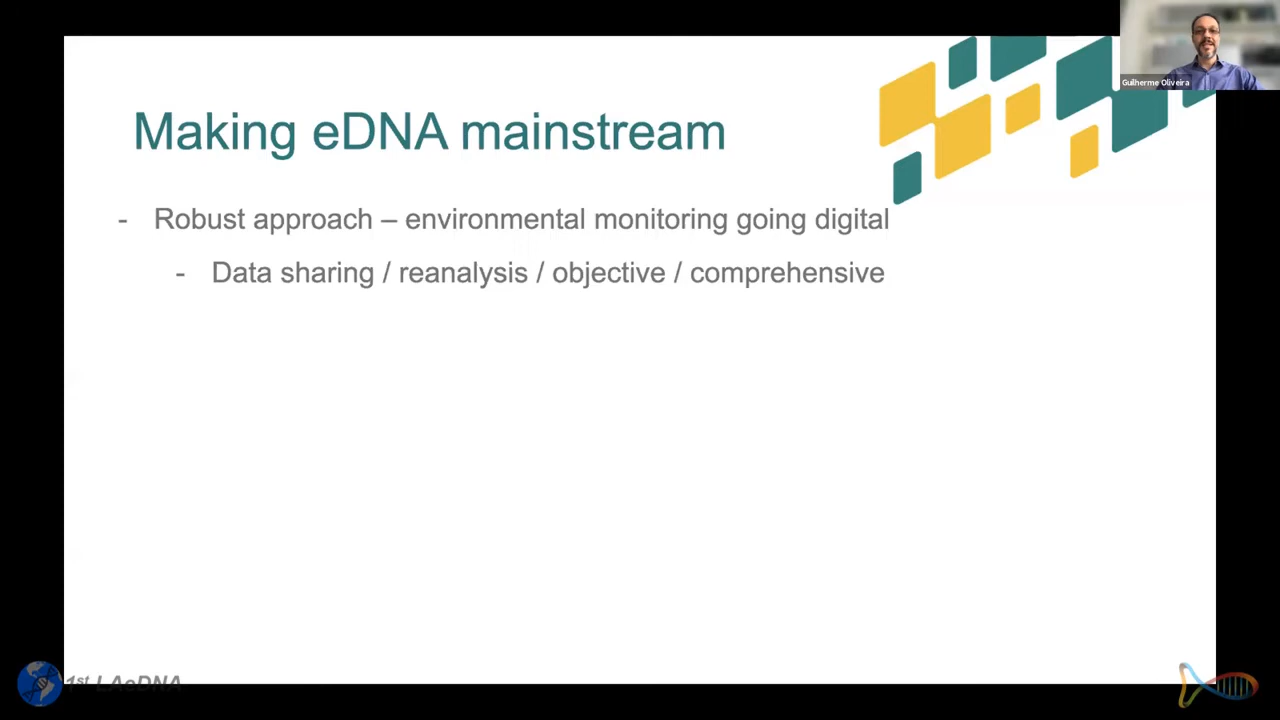 Guilherme Oliveira
Making eDNA mainstream
- Robust approach – environmental monitoring going digital
- Data sharing / reanalysis / objective / comprehensive
1st LAeDNA